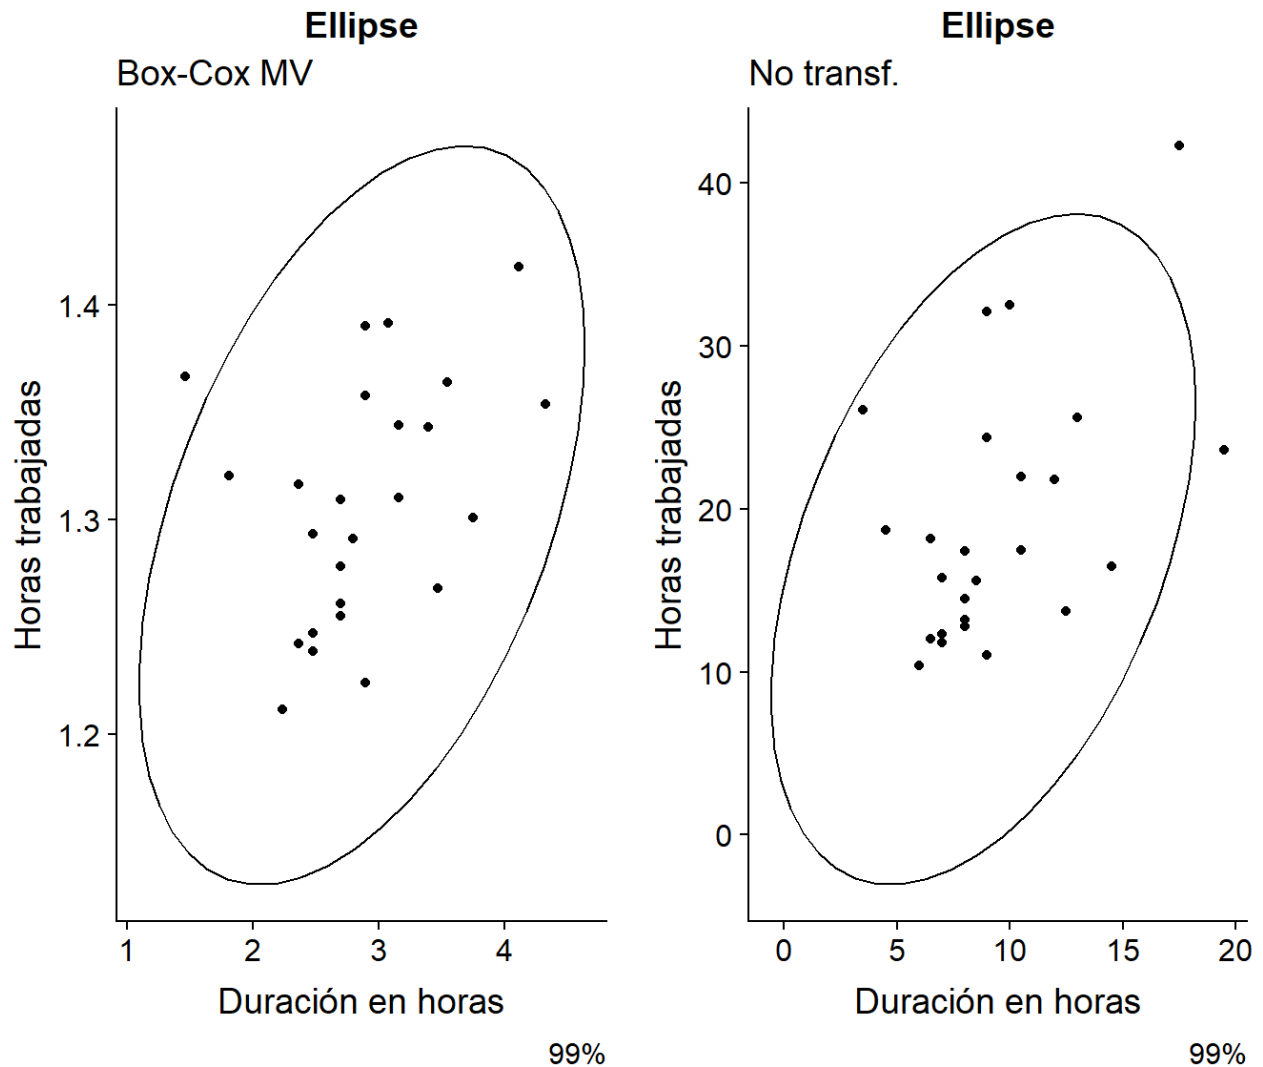 Ellipse
Box-Cox MV
Horas trabajadas
1.4
1.3
1.2
1 2 3 4
Duración en horas
99%
Ellipse
No transf.
Horas trabajadas
40
30
20
10
0
0 5 10 15 20
Duración en horas
99%